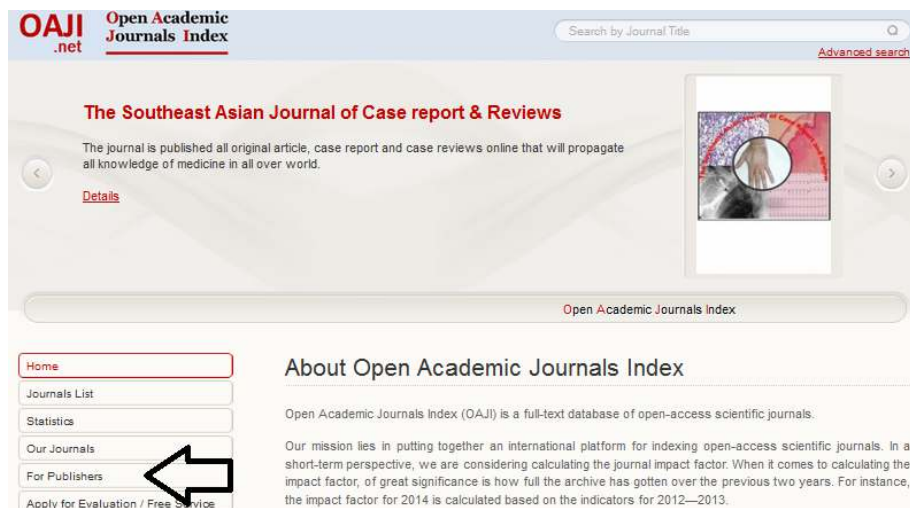 OAJI
.net
Open Academic
Journals Index
Search by Journal Title
Advanced search
The Southeast Asian Journal of Case report & Reviews
The journal is published all original article, case report and case reviews online that will propagate
all knowledge of medicine in all over world.
Details
Open Academic Journals Index
Home
Journals List
Statistics
Our Journals
For Publishers
Apply for Evaluation / Free Service
About Open Academic Journals Index
Open Academic Journals Index (OAJI) is a full-text database of open-access scientific journals.
Our mission lies in putting together an international platform for indexing open-access scientific journals. In a
short-term perspective, we are considering calculating the journal impact factor. When it comes to calculating the
impact factor, of great significance is how full the archive has gotten over the previous two years. For instance,
the impact factor for 2014 is calculated based on the indicators for 2012—2013.